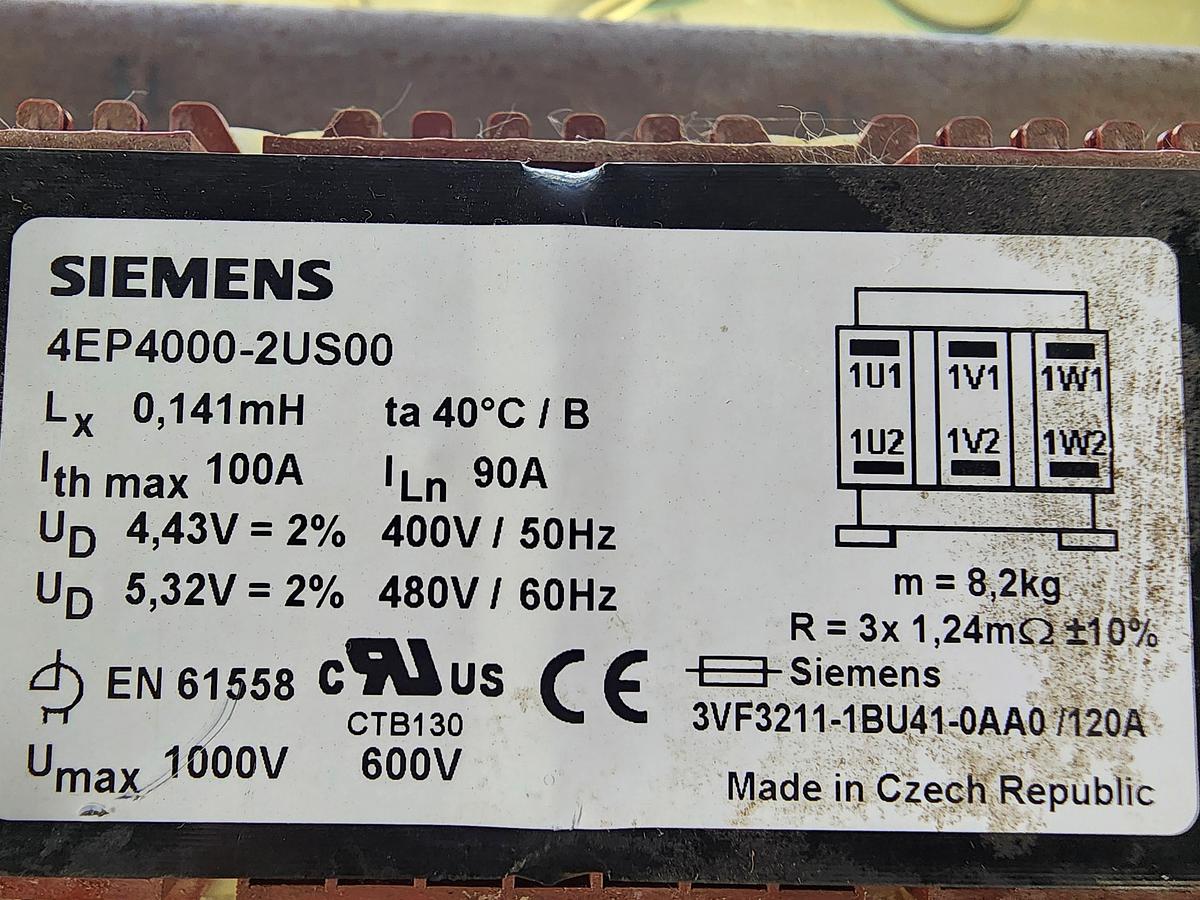 SIEMENS
4EP4000-2US00
Lx 0,141mH ta 40°C / B
Ith max 100A ILn 90A
UD 4,43V = 2% 400V / 50Hz
UD 5,32V = 2% 480V / 60Hz
EN 61558 c RU US CE
CTB130
Umax 1000V 600V
1U1 1V1 1W1
1U2 1V2 1W2
m = 8,2kg
R = 3x 1,24mΩ ±10%
Siemens
3VF3211-1BU41-0AA0 /120A
Made in Czech Republic